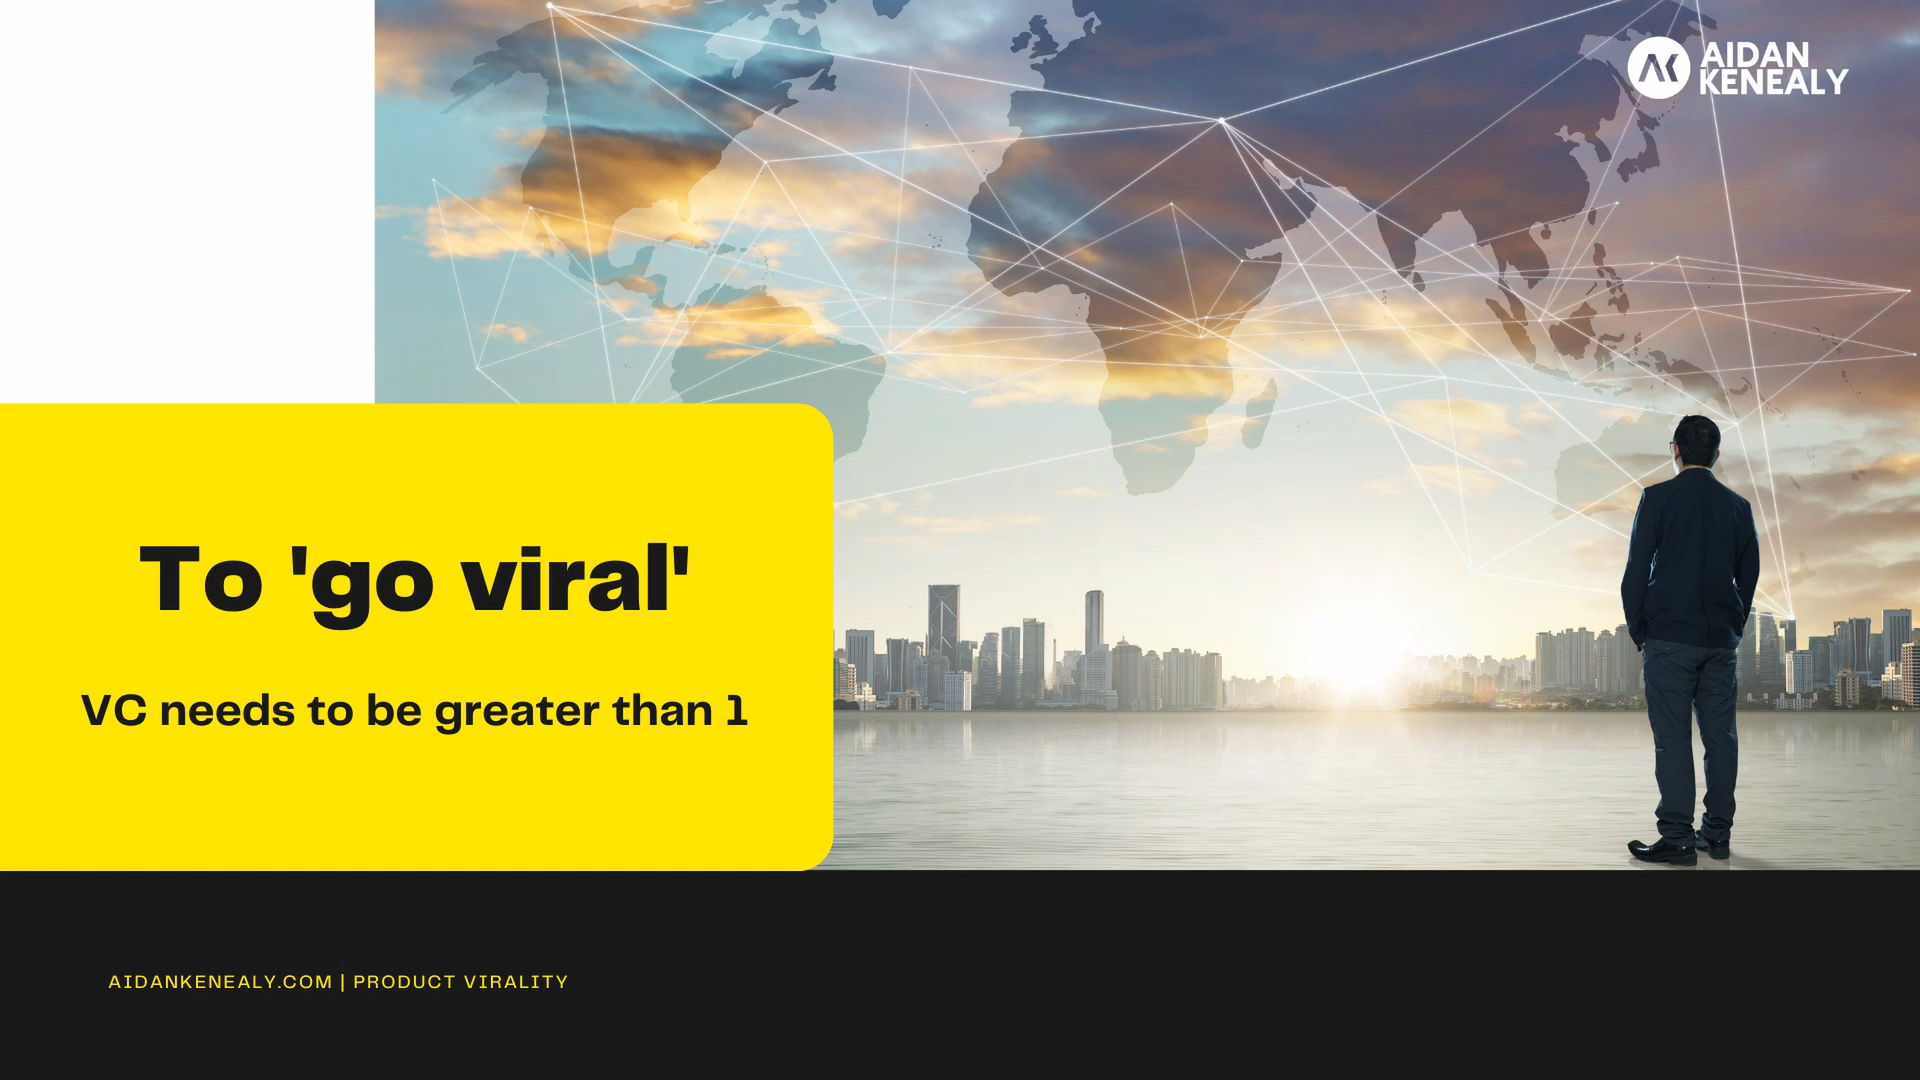 AIDAN
KENEALY
To 'go viral'
VC needs to be greater than 1
AIDANKENEALY.COM | PRODUCT VIRALITY